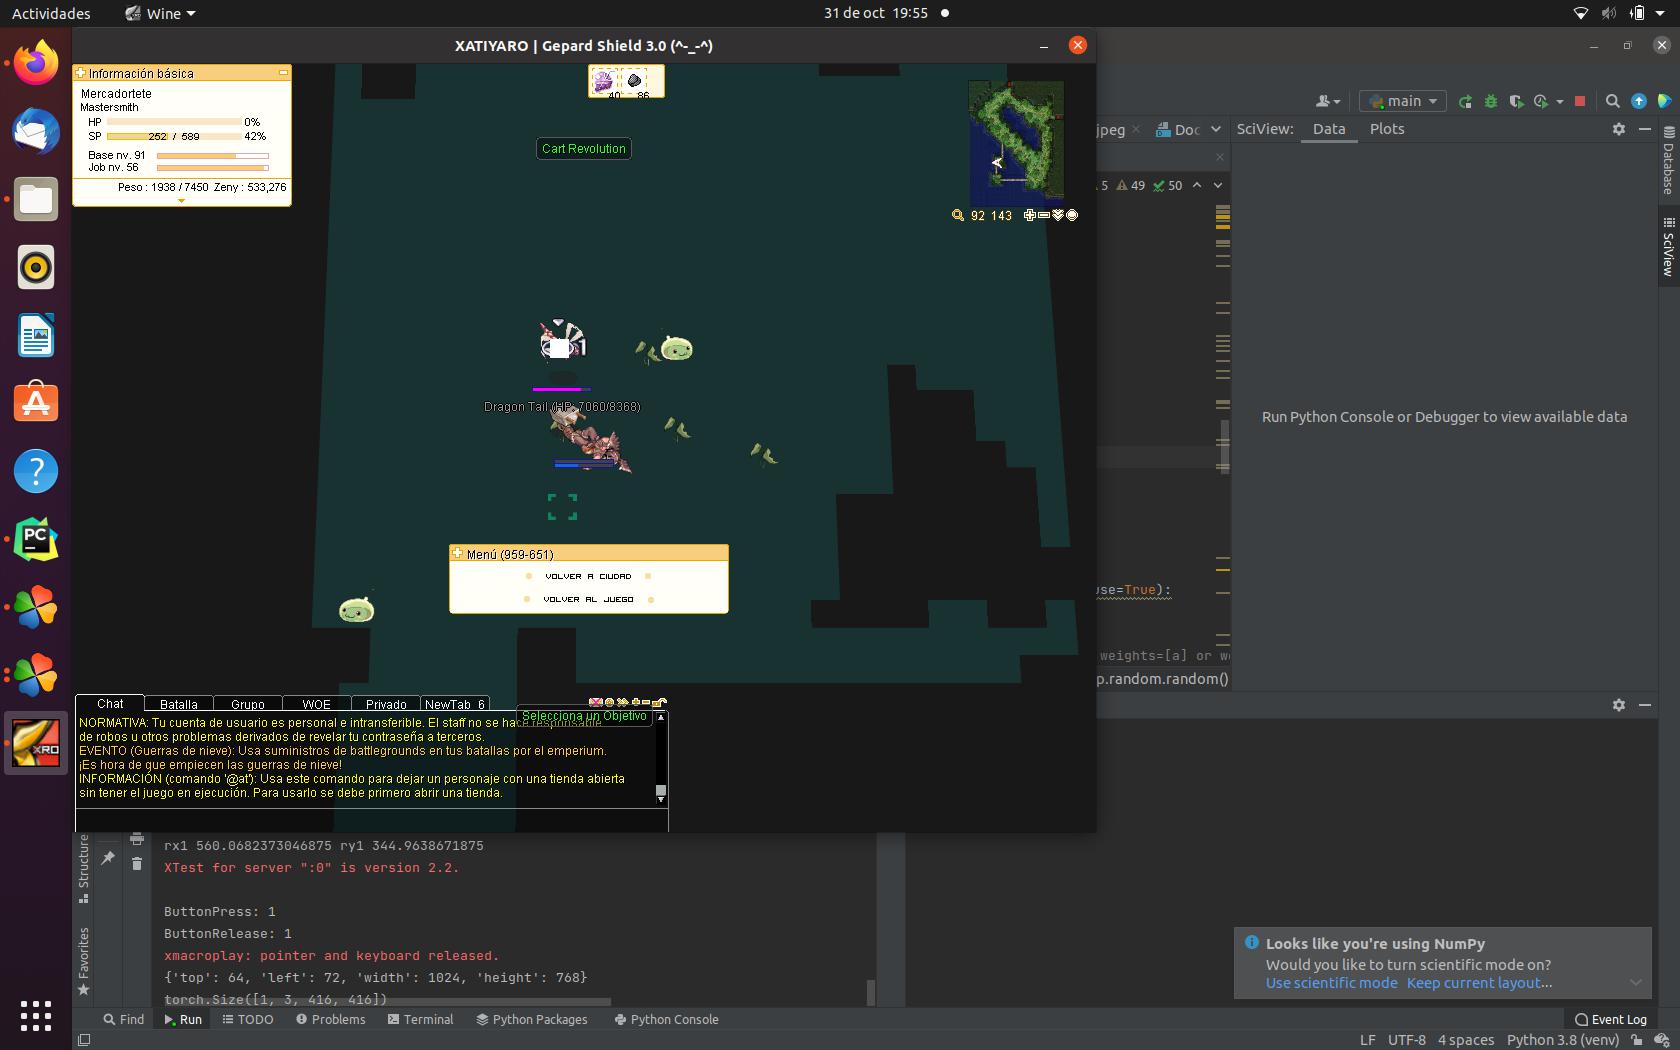 Actividades
Wine
31 de oct 19:55
XATIYARO | Gepard Shield 3.0 (^-_-^)
Información básica
Mercadortete
Mastersmith
HP 0%
SP 252 / 589 42%
Base nv. 91
Job nv. 56
Peso : 1938 / 7450 Zeny : 533,276
40 86
Cart Revolution
92 143
main
jpeg
Doc
SciView: Data Plots
5 49 50
Database
SciView
Run Python Console or Debugger to view available data
1
Dragon Tail (HP: 7060/8368)
Menú (959-651)
VOLVER A CIUDAD
VOLVER AL JUEGO
use=True):
weights=[a] or we
p.random.random()
Chat Batalla Grupo WOE Privado NewTab 6
Selecciona un Objetivo
NORMATIVA: Tu cuenta de usuario es personal e intransferible. El staff no se hace responsable
de robos u otros problemas derivados de revelar tu contraseña a terceros.
EVENTO (Guerras de nieve): Usa suministros de battlegrounds en tus batallas por el emperium.
¡Es hora de que empiecen las guerras de nieve!
INFORMACIÓN (comando '@at'): Usa este comando para dejar un personaje con una tienda abierta
sin tener el juego en ejecución. Para usarlo se debe primero abrir una tienda.
XRO
PC
Structure
Favorites
rx1 560.0682373046875 ry1 344.9638671875
XTest for server ":0" is version 2.2.
ButtonPress: 1
ButtonRelease: 1
xmacroplay: pointer and keyboard released.
{'top': 64, 'left': 72, 'width': 1024, 'height': 768}
torch.Size([1, 3, 416, 416])
Looks like you're using NumPy
Would you like to turn scientific mode on?
Use scientific mode Keep current layout...
Find Run TODO Problems Terminal Python Packages Python Console
Event Log
LF UTF-8 4 spaces Python 3.8 (venv)